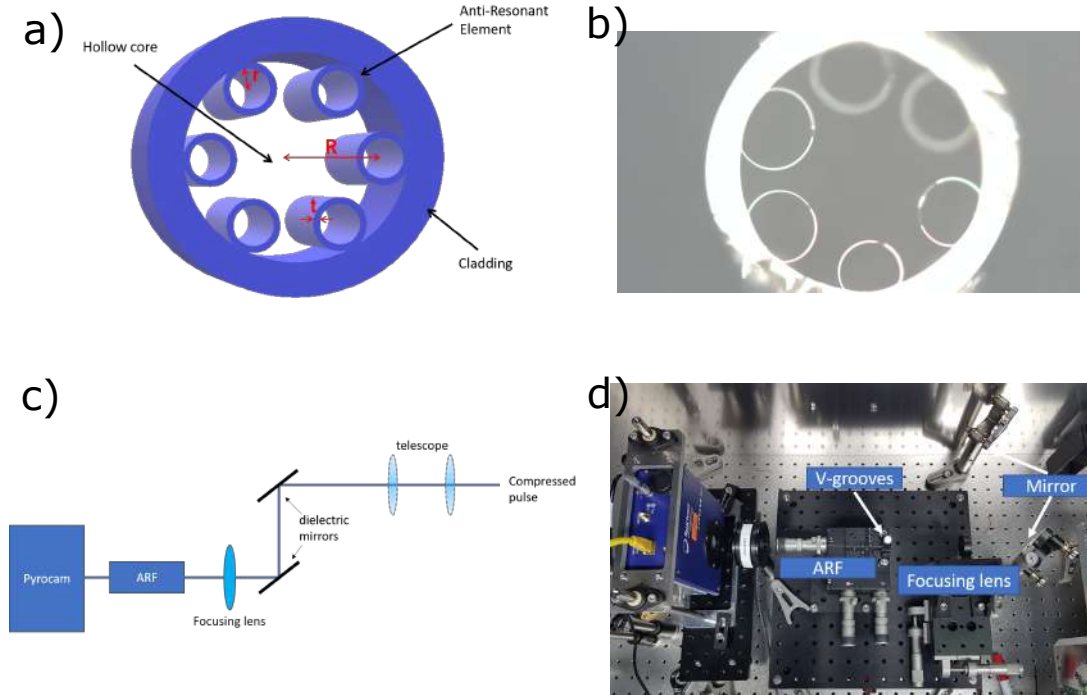 a)
Hollow core
Anti-Resonant
Element
r
R
t
Cladding
b)
c)
telescope
Compressed
pulse
dielectric
mirrors
Pyrocam
ARF
Focusing lens
d)
V-grooves
Mirror
ARF
Focusing lens